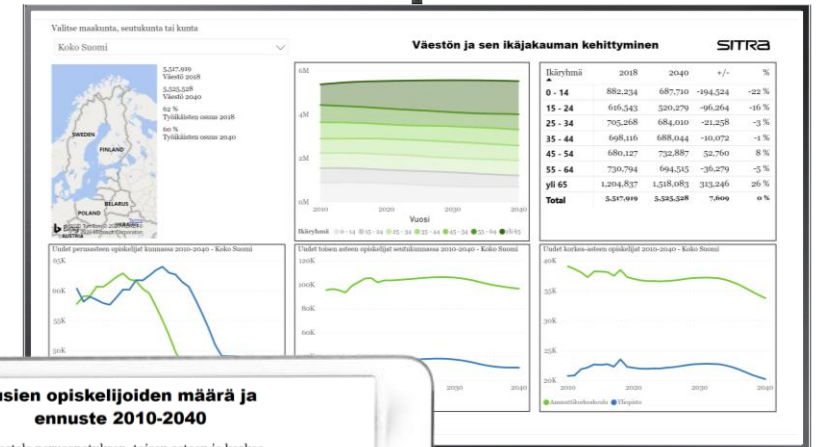 Valitse maakunta, seutukunta tai kunta
Koko Suomi
Väestön ja sen ikäjakauman kehittyminen
SITRA
5,517,919
Väestö 2018
5,525,528
Väestö 2040
62 %
Työikäisten osuus 2018
60 %
Työikäisten osuus 2040
SWEDEN
FINLAND
BELARUS
POLAND
AUSTRIA
6M
4M
2M
0M
2010 2020 2030 2040
Vuosi
Ikäryhmä 0 - 14 15 - 24 25 - 34 35 - 44 45 - 54 55 - 64 yli 65
Ikäryhmä 2018 2040 +/- %
0 - 14 882,234 687,710 -194,524 -22 %
15 - 24 616,543 520,279 -96,264 -16 %
25 - 34 705,268 684,010 -21,258 -3 %
35 - 44 698,116 688,044 -10,072 -1 %
45 - 54 680,127 732,887 52,760 8 %
55 - 64 730,794 694,515 -36,279 -5 %
yli 65 1,204,837 1,518,083 313,246 26 %
Total 5,517,919 5,525,528 7,609 0 %
Uudet perusasteen opiskelijat kunnassa 2010-2040 - Koko Suomi
65K
60K
55K
50K
Uudet toisen asteen opiskelijat seutukunnassa 2010-2040 - Koko Suomi
120K
100K
80K
60K
2030 2040
Uudet korkea-asteen opiskelijat 2010-2040 - Koko Suomi
40K
35K
30K
25K
20K
2010 2020 2030 2040
Ammattikorkeakoulu Yliopisto
usien opiskelijoiden määrä ja
ennuste 2010-2040